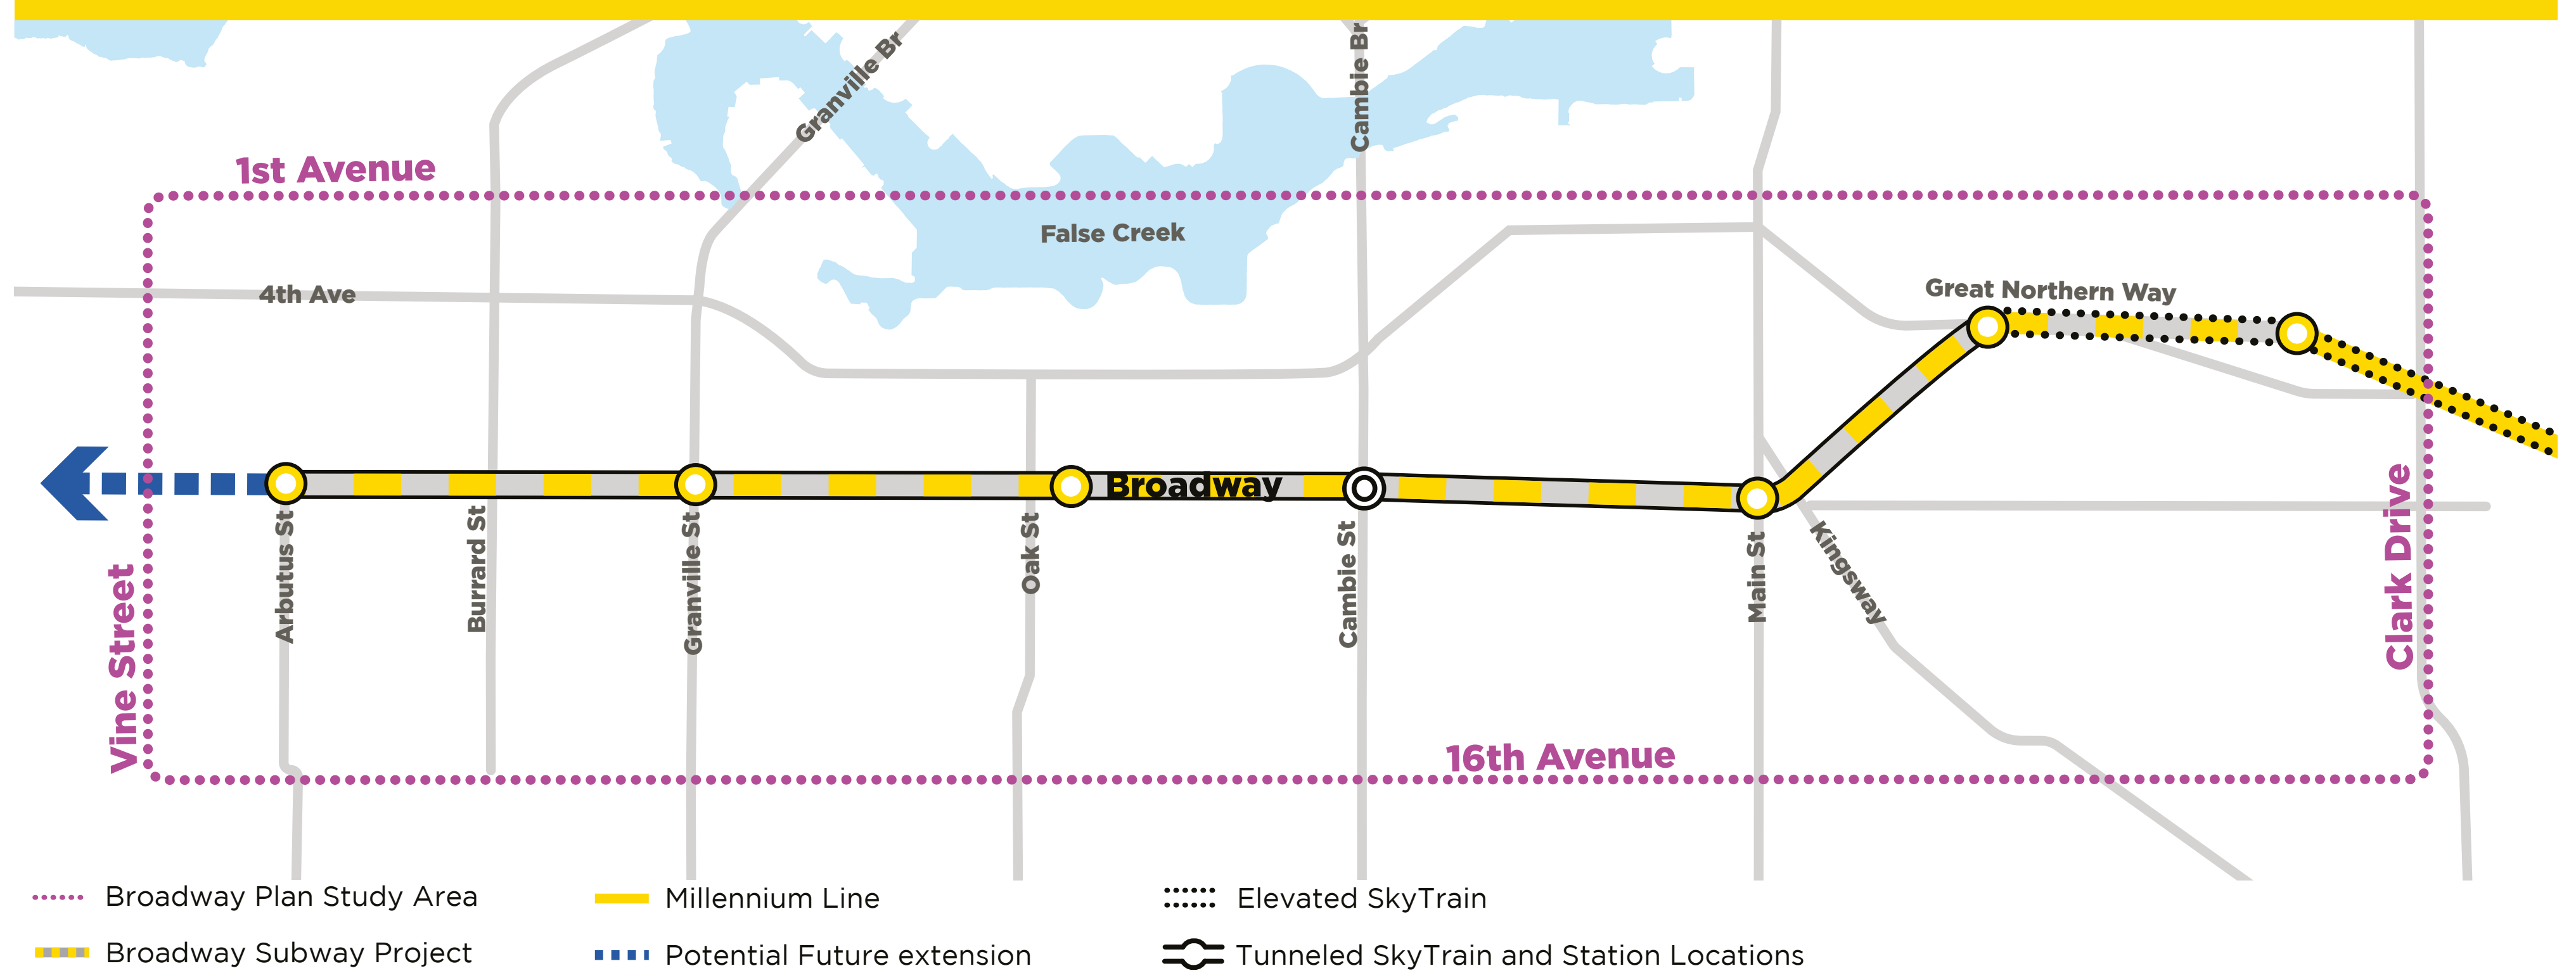 Granville Br
Cambie Br
1st Avenue
False Creek
4th Ave
Great Northern Way
Broadway
Vine Street
Arbutus St
Burrard St
Granville St
Oak St
Cambie St
Main St
Kingsway
Clark Drive
16th Avenue
Broadway Plan Study Area
Millennium Line
Elevated SkyTrain
Broadway Subway Project
Potential Future extension
Tunneled SkyTrain and Station Locations